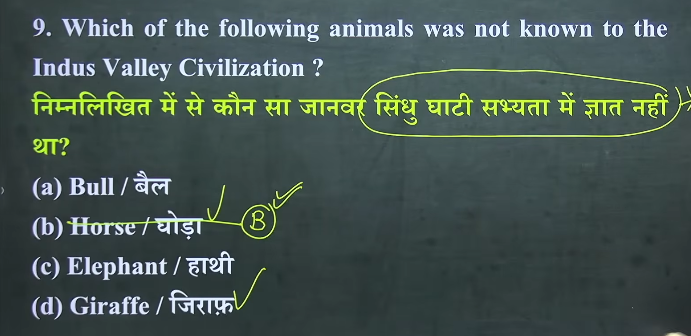 9. Which of the following animals was not known to the
Indus Valley Civilization ?
निम्नलिखित में से कौन सा जानवर सिंधु घाटी सभ्यता में ज्ञात नहीं
था?
(a) Bull / बैल
(b) Horse / घोड़ा B
(c) Elephant / हाथी
(d) Giraffe / जिराफ़